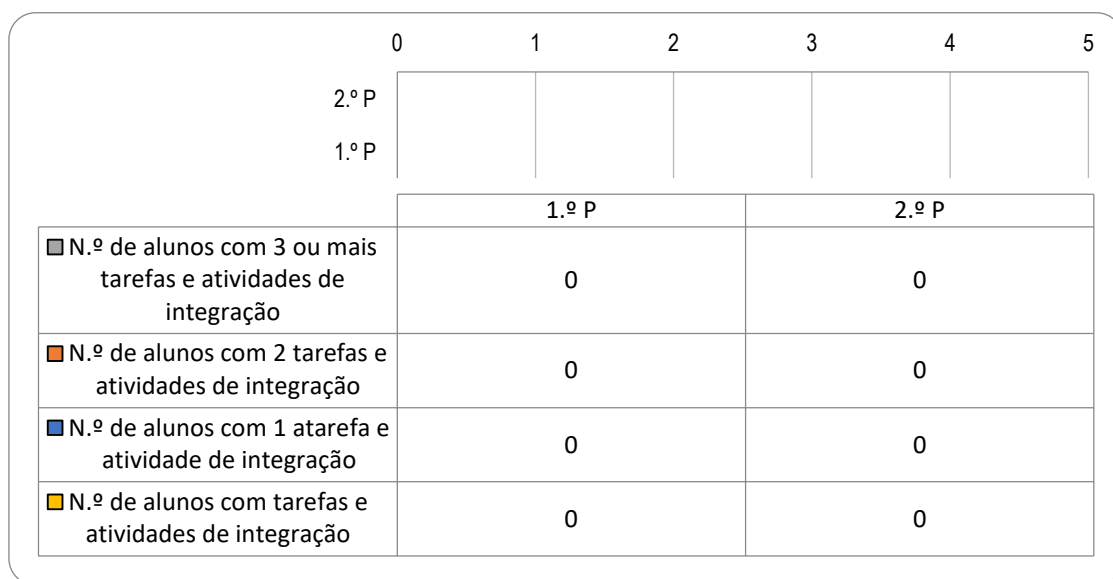 0 1 2 3 4 5
2.º P
1.º P
1.º P 2.º P
N.º de alunos com 3 ou mais
tarefas e atividades de
integração
0 0
N.º de alunos com 2 tarefas e
atividades de integração
0 0
N.º de alunos com 1 atarefa e
atividade de integração
0 0
N.º de alunos com tarefas e
atividades de integração
0 0